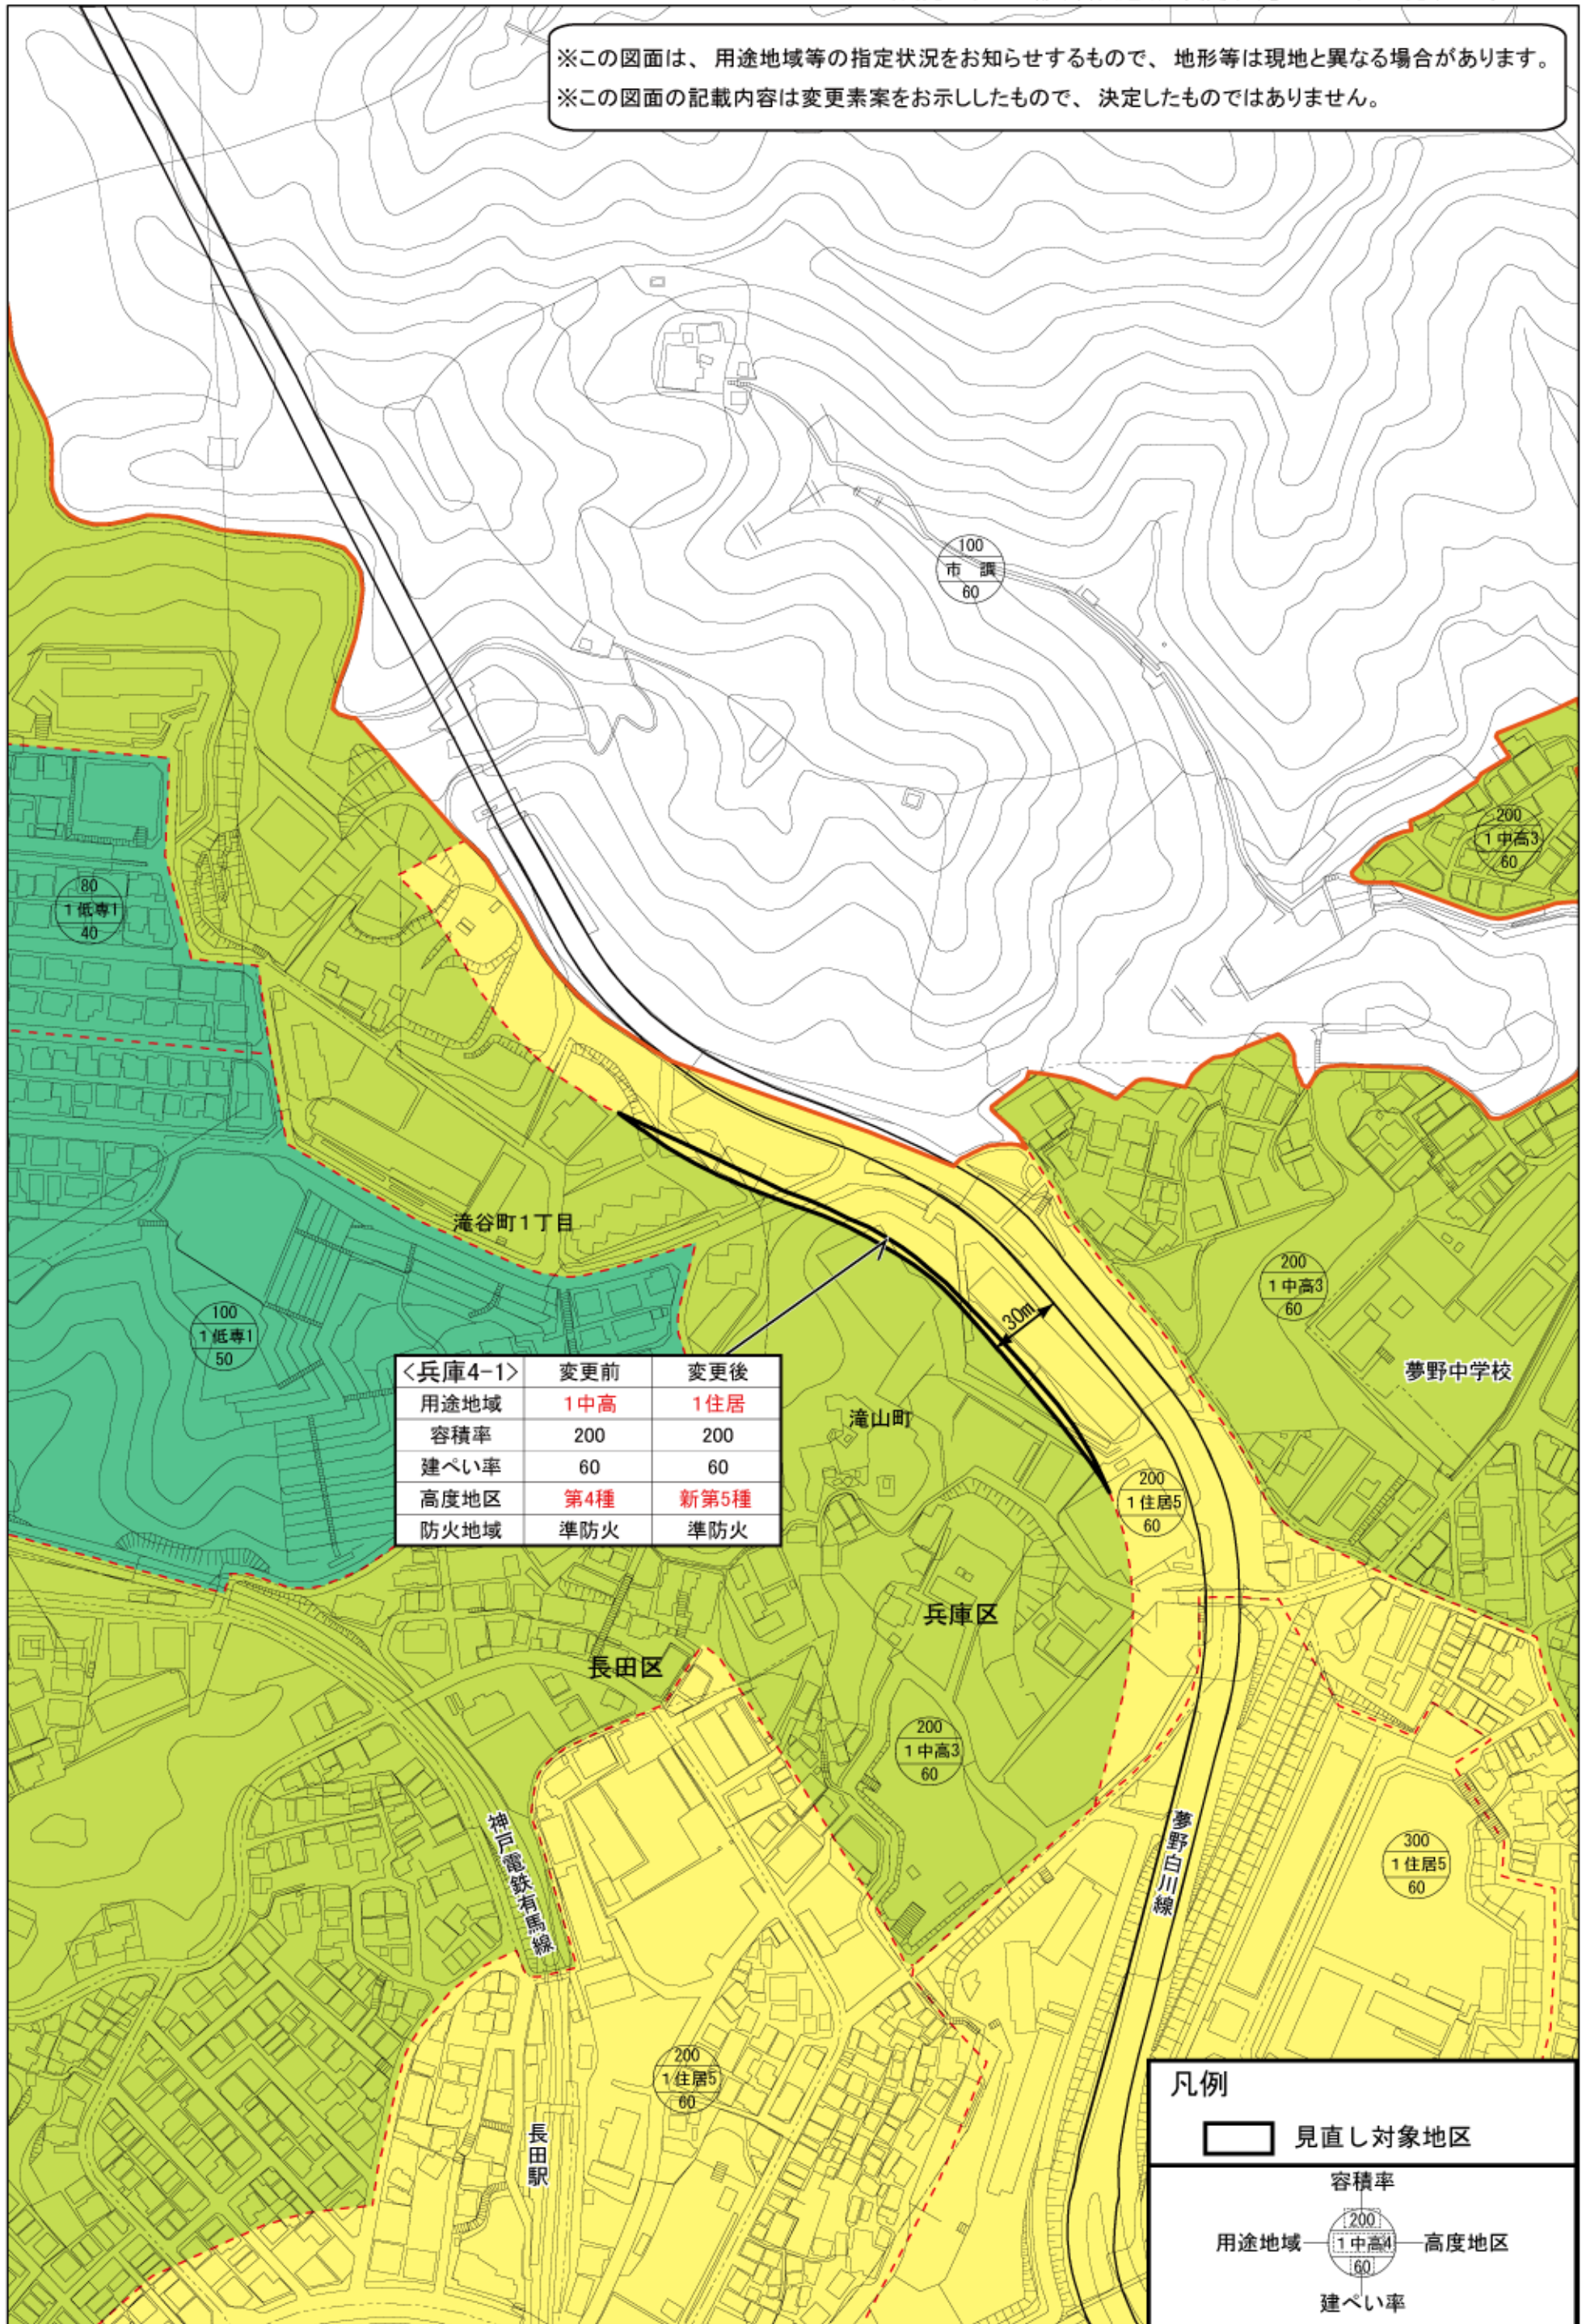 ※この図面は、用途地域等の指定状況をお知らせするもので、地形等は現地と異なる場合があります。
※この図面の記載内容は変更素案をお示ししたもので、決定したものではありません。
100
市 調
60
200
1中高3
60
80
1低専1
40
滝谷町1丁目
30m
200
1中高3
60
夢野中学校
100
1低専1
50
<兵庫4-1> 変更前 変更後
用途地域 1中高 1住居
容積率 200 200
建ぺい率 60 60
高度地区 第4種 新第5種
防火地域 準防火 準防火
滝山町
200
1住居5
60
兵庫区
長田区
200
1中高3
60
神戸電鉄有馬線
夢野白川線
300
1住居5
60
200
1住居5
60
長田駅
凡例
見直し対象地区
容積率
200
用途地域 1中高4 高度地区
60
建ぺい率